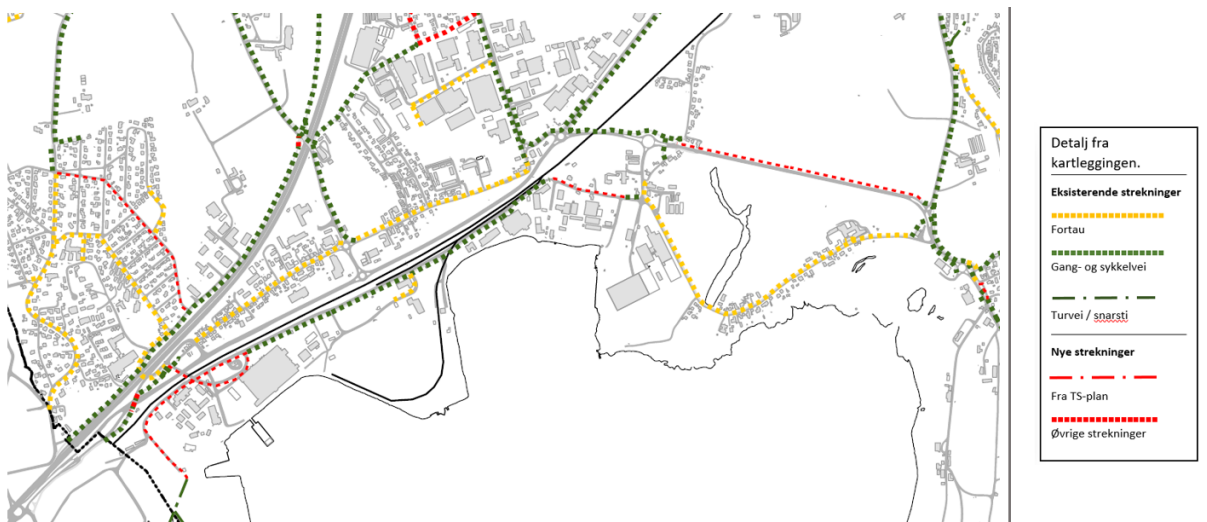 Detalj fra
kartleggingen.
Eksisterende strekninger
Fortau
Gang- og sykkelvei
Turvei / snarsti
Nye strekninger
Fra TS-plan
Øvrige strekninger